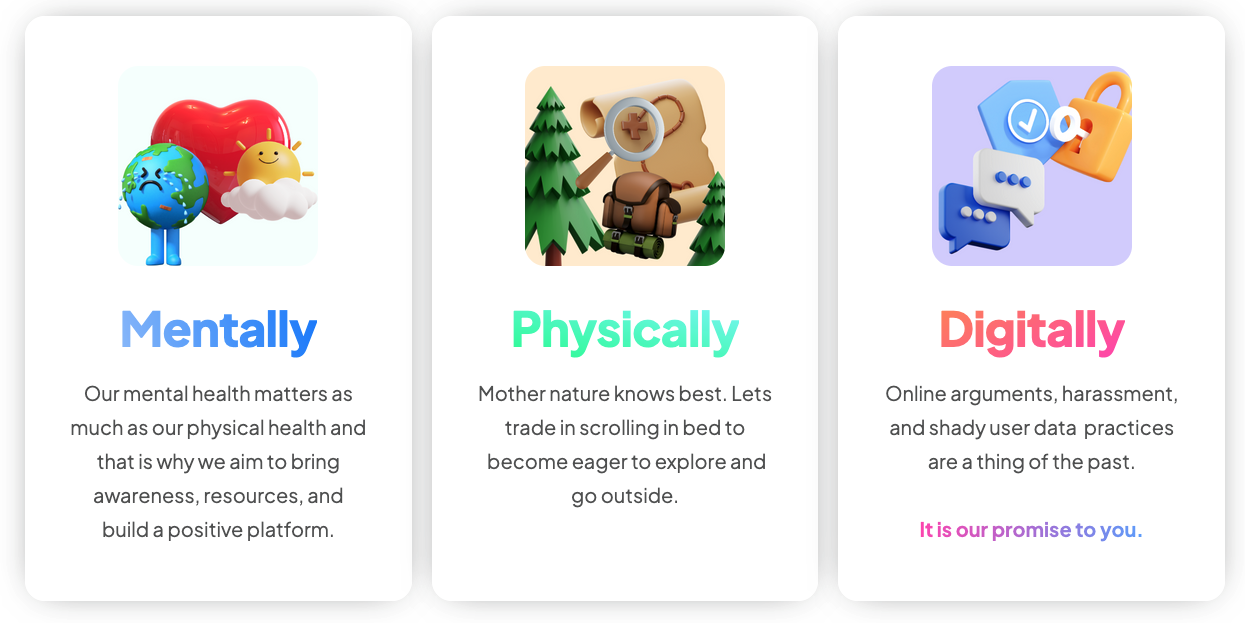 Mentally
Our mental health matters as
much as our physical health and
that is why we aim to bring
awareness, resources, and
build a positive platform.
Physically
Mother nature knows best. Lets
trade in scrolling in bed to
become eager to explore and
go outside.
Digitally
Online arguments, harassment,
and shady user data practices
are a thing of the past.
It is our promise to you.